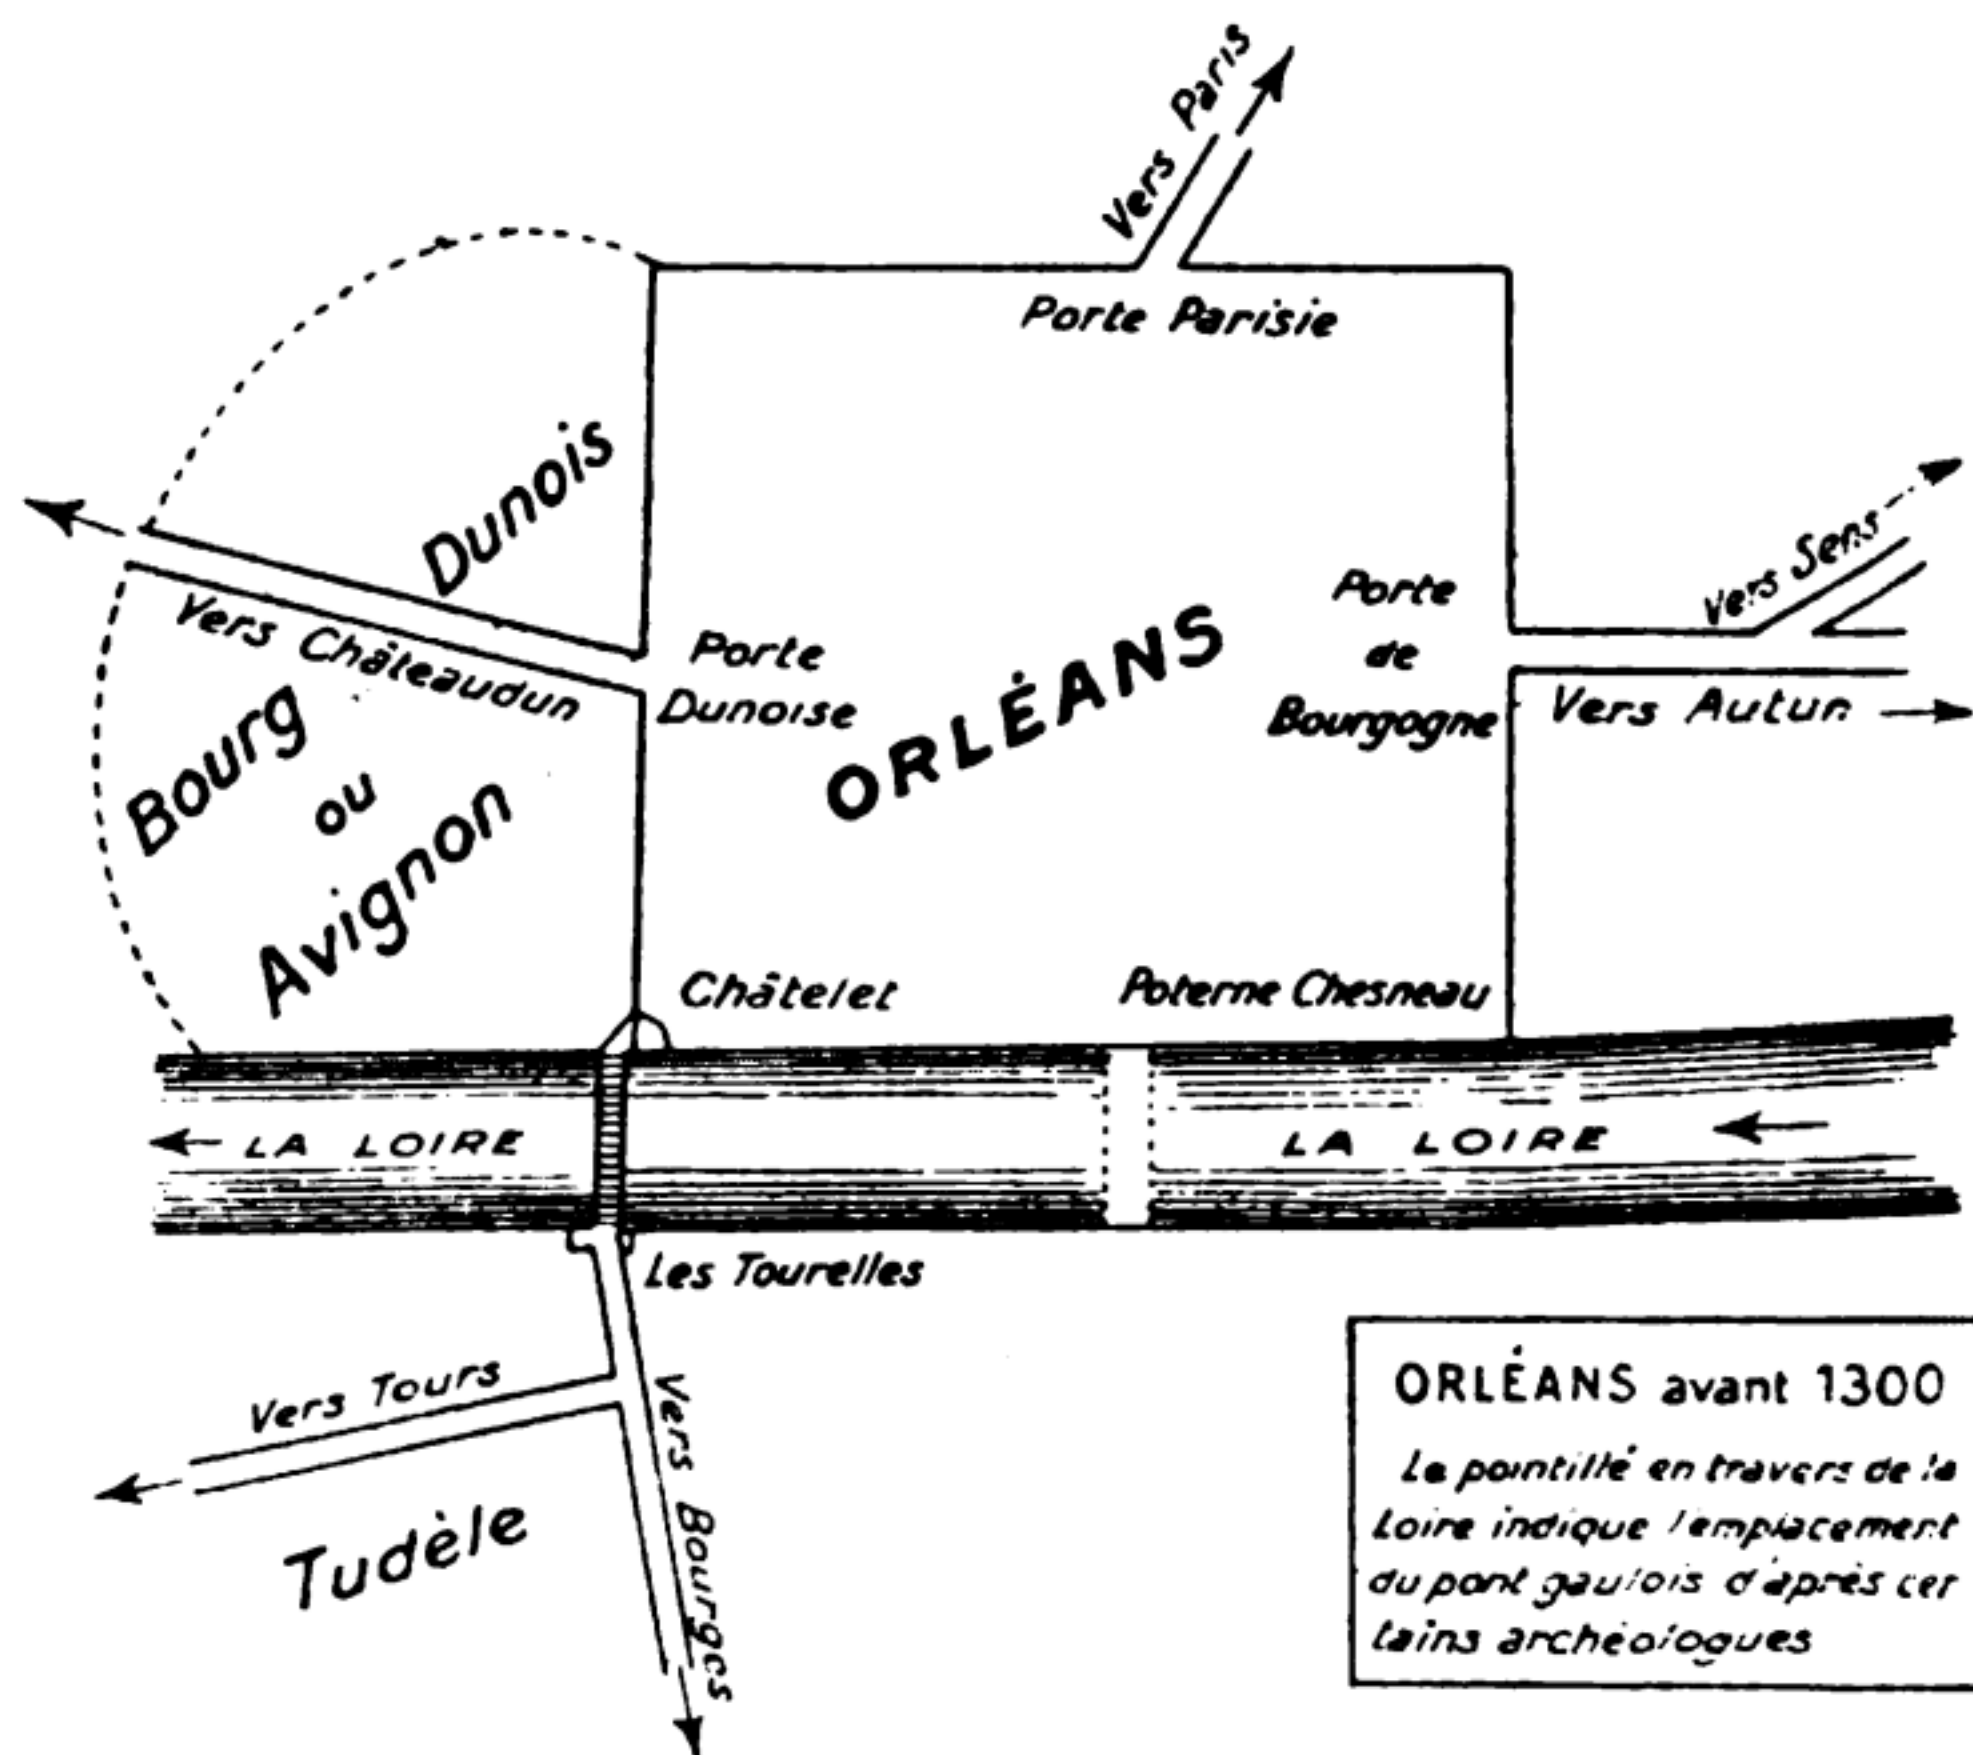 Vers Paris
Porte Parisie
Dunois
Vers Châteaudun
Porte
Dunoise
ORLÉANS
Porte
de
Bourgogne
Vers Sens
Vers Autun
Bourg
ou
Avignon
Châtelet
Poterne Chesneau
LA LOIRE
LA LOIRE
Les Tourelles
Vers Tours
Vers Bourges
Tudèle
ORLÉANS avant 1300
Le pointillé en travers de la
Loire indique l'emplacement
du pont gaulois d'après cer
tains archéologues